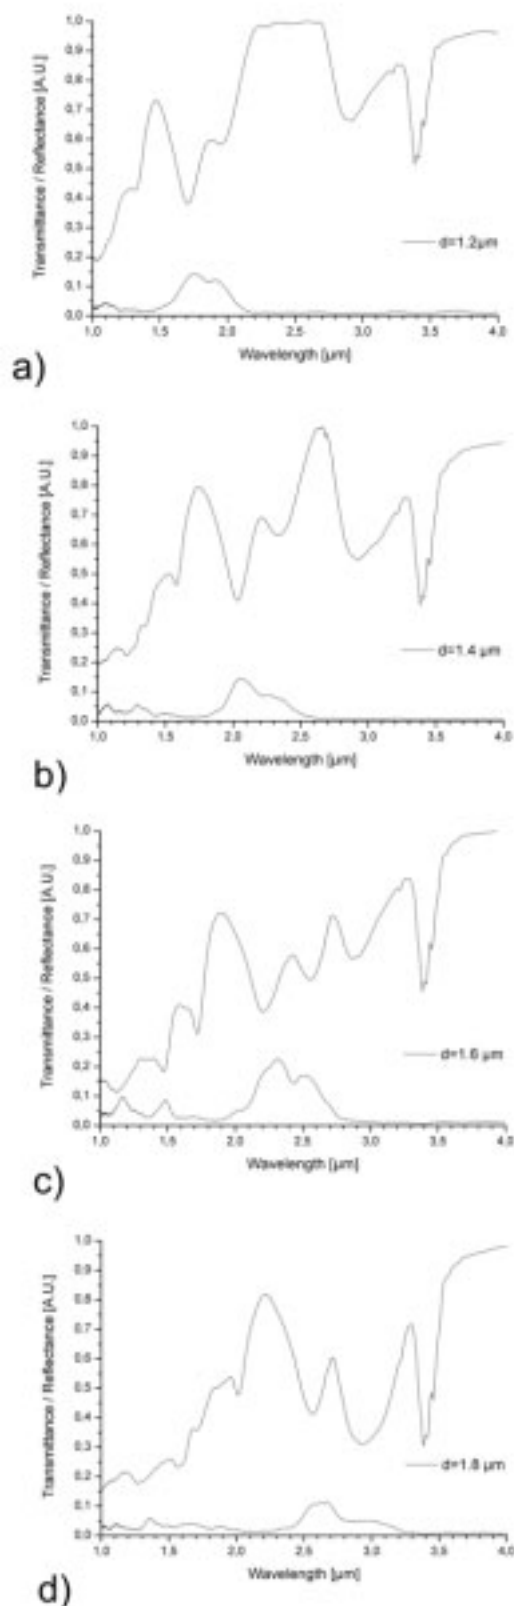 1,0
0,9
0,8
0,7
0,6
0,5
0,4
0,3
0,2
0,1
0,0
Transmittance / Reflectance [A.U.]
d=1.2µm
1,0 1,5 2,0 2,5 3,0 3,5 4,0
Wavelength [µm]
a)
1,0
0,9
0,8
0,7
0,6
0,5
0,4
0,3
0,2
0,1
0,0
Transmittance / Reflectance [A.U.]
d=1.4 µm
1,0 1,5 2,0 2,5 3,0 3,5 4,0
Wavelength [µm]
b)
1,0
0,9
0,8
0,7
0,6
0,5
0,4
0,3
0,2
0,1
0,0
Transmittance / Reflectance [A.U.]
d=1.6 µm
1,0 1,5 2,0 2,5 3,0 3,5 4,0
Wavelength [µm]
c)
1,0
0,9
0,8
0,7
0,6
0,5
0,4
0,3
0,2
0,1
0,0
Transmittance / Reflectance [A.U.]
d=1.8 µm
1,0 1,5 2,0 2,5 3,0 3,5 4,0
Wavelength [µm]
d)